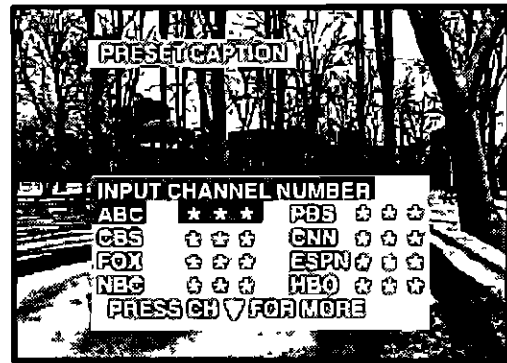 PRESET CAPTION
INPUT CHANNEL NUMBER
ABC * * * PBS * * *
CBS * * * CNN * * *
FOX * * * ESPN * * *
NBC * * * HBO * * *
PRESS CH ▽ FOR MORE